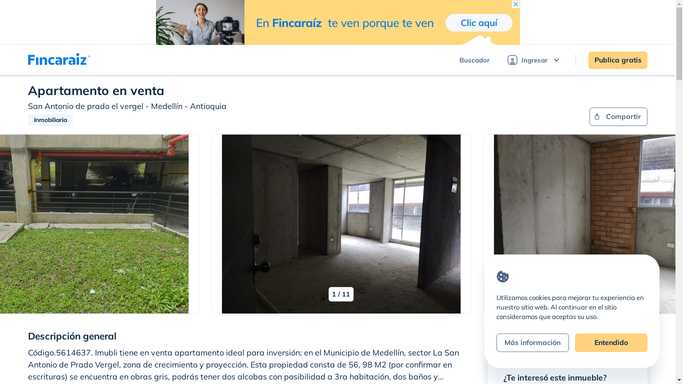 En Fincaraíz te ven porque te ven
Clic aquí
Fincaraíz
Buscador
Ingresar
Publica gratis
Apartamento en venta
San Antonio de prado el vergel - Medellín - Antioquia
Inmobiliaria
Compartir
1 / 11
Utilizamos cookies para mejorar tu experiencia en
nuestro sitio web. Al continuar en el sitio
consideramos que aceptas su uso.
Más información
Entendido
Descripción general
Código.5614637. Imubli tiene en venta apartamento ideal para inversión; en el Municipio de Medellín, sector La San
Antonio de Prado Vergel, zona de crecimiento y proyección. Esta propiedad consta de 56, 98 M2 (por confirmar en
escrituras) se encuentra en obras grises, podrás tener dos alcobas con posibilidad a 3ra habitación, dos baños y...
¿Te interesó este inmueble?